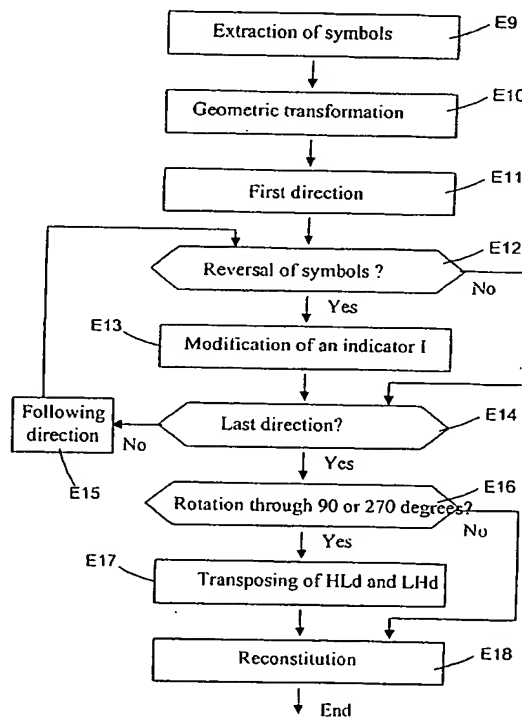 Extraction of symbols
E9
Geometric transformation
E10
First direction
E11
Reversal of symbols ?
E12
No
Yes
E13
Modification of an indicator I
Following
direction
No
Last direction?
E14
E15
Yes
Rotation through 90 or 270 degrees?
E16
No
Yes
E17
Transposing of HLd and LHd
Reconstitution
E18
End